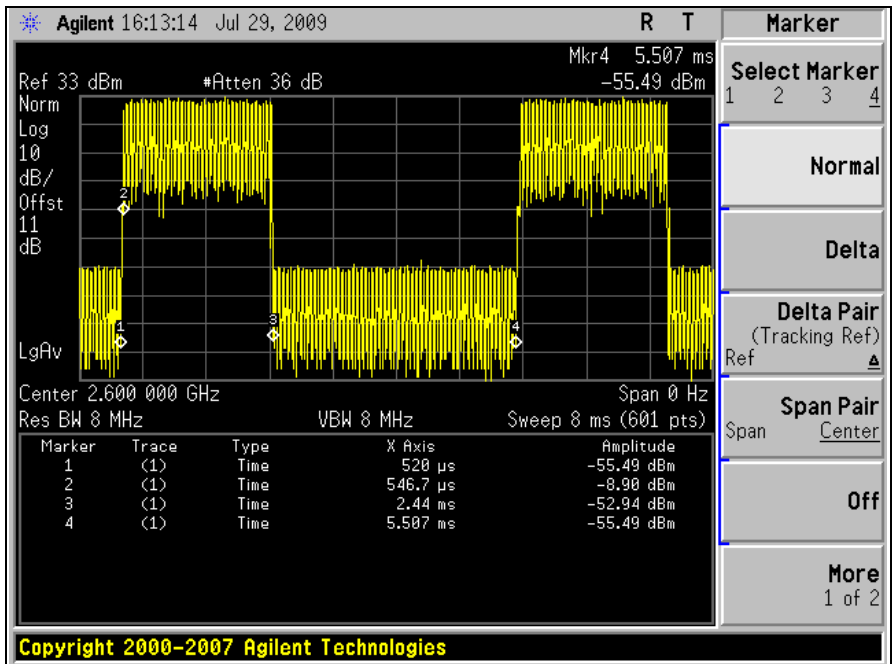 Agilent 16:13:14 Jul 29, 2009 R T
Mkr4 5.507 ms
Ref 33 dBm #Atten 36 dB -55.49 dBm
Norm
Log
10
dB/
Offst
11
dB
LgAv
2
1
3
4
Center 2.600 000 GHz Span 0 Hz
Res BW 8 MHz VBW 8 MHz Sweep 8 ms (601 pts)
Marker Trace Type X Axis Amplitude
1 (1) Time 520 µs -55.49 dBm
2 (1) Time 546.7 µs -8.90 dBm
3 (1) Time 2.44 ms -52.94 dBm
4 (1) Time 5.507 ms -55.49 dBm
Copyright 2000-2007 Agilent Technologies
Marker
Select Marker
1 2 3 4
Normal
Delta
Delta Pair
(Tracking Ref)
Ref Δ
Span Pair
Span Center
Off
More
1 of 2